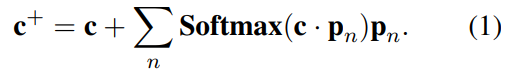 c⁺ = c + ∑ₙ Softmax(c · pₙ)pₙ. (1)